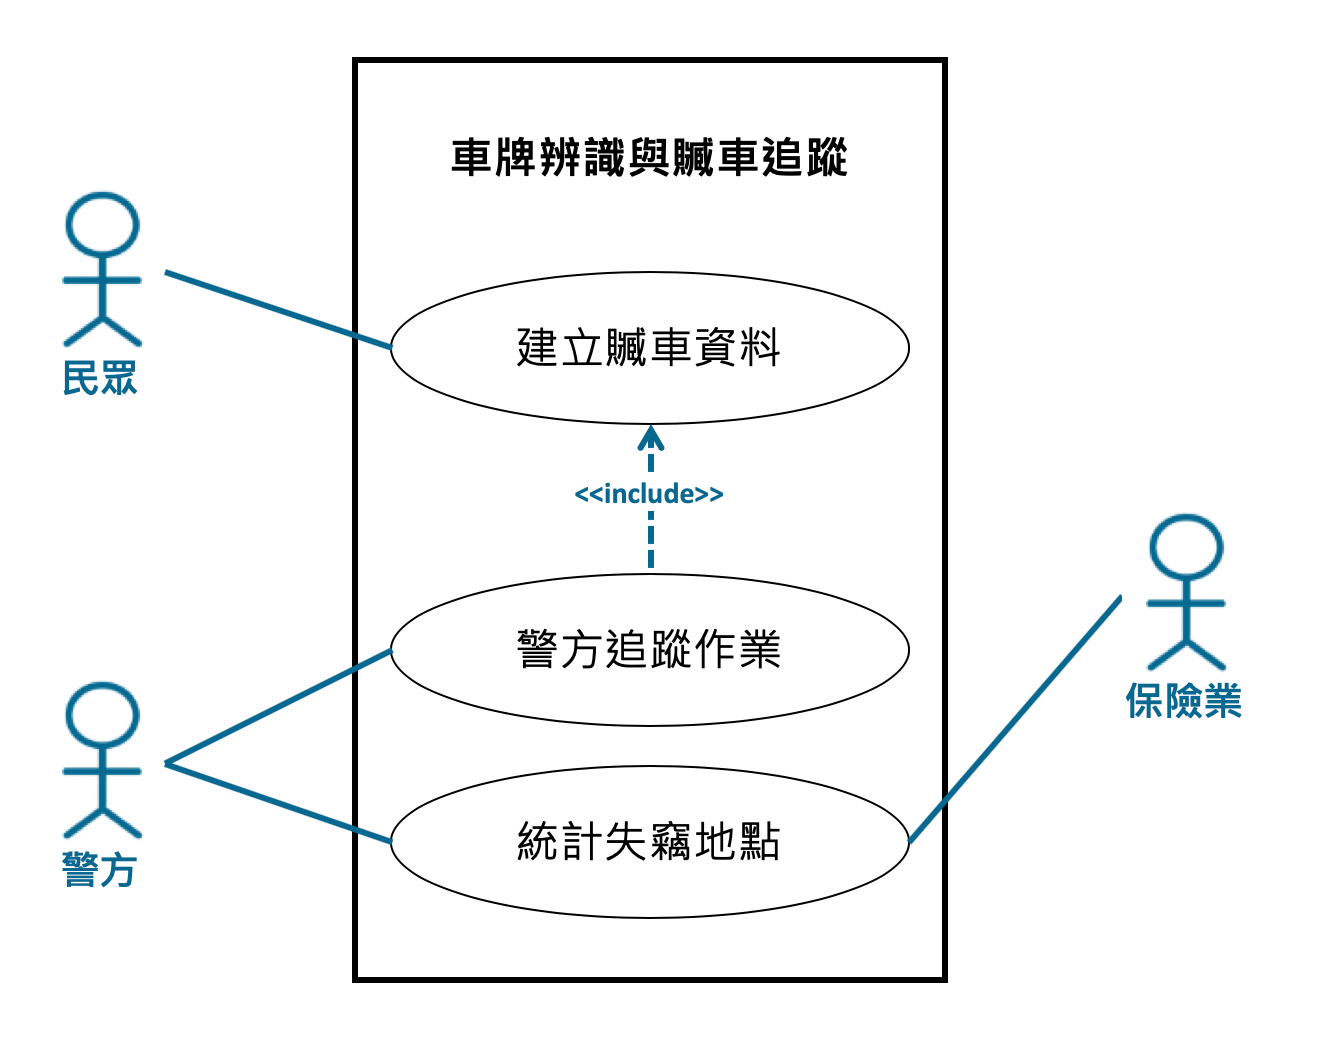 車牌辨識與贓車追蹤
民眾
建立贓車資料
<<include>>
警方追蹤作業
保險業
警方
統計失竊地點